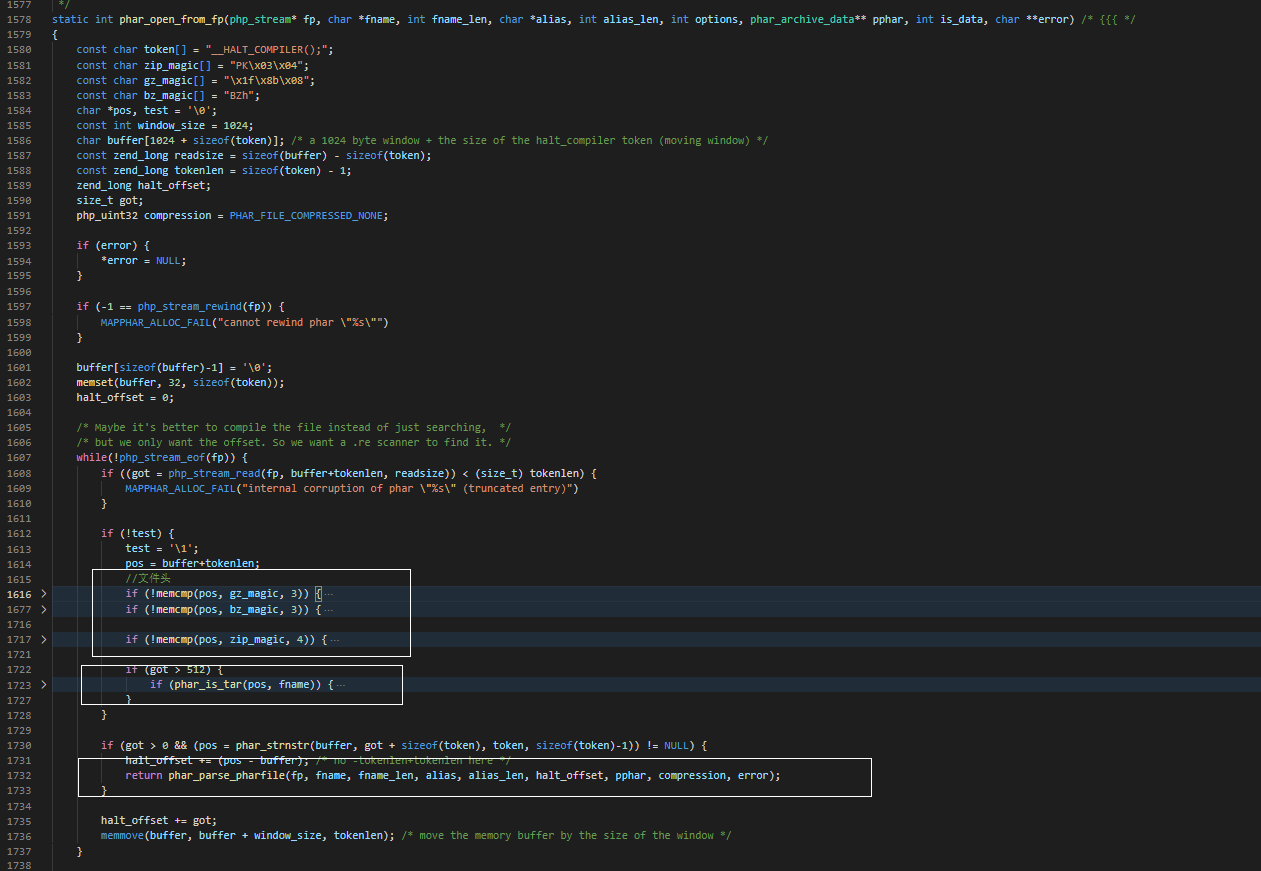 1577 */
1578 static int phar_open_from_fp(php_stream* fp, char *fname, int fname_len, char *alias, int alias_len, int options, phar_archive_data** pphar, int is_data, char **error) /* {{{ */
1579 {
1580 const char token[] = "__HALT_COMPILER();";
1581 const char zip_magic[] = "PK\x03\x04";
1582 const char gz_magic[] = "\x1f\x8b\x08";
1583 const char bz_magic[] = "BZh";
1584 char *pos, test = '\0';
1585 const int window_size = 1024;
1586 char buffer[1024 + sizeof(token)]; /* a 1024 byte window + the size of the halt_compiler token (moving window) */
1587 const zend_long readsize = sizeof(buffer) - sizeof(token);
1588 const zend_long tokenlen = sizeof(token) - 1;
1589 zend_long halt_offset;
1590 size_t got;
1591 php_uint32 compression = PHAR_FILE_COMPRESSED_NONE;
1592
1593 if (error) {
1594 *error = NULL;
1595 }
1596
1597 if (-1 == php_stream_rewind(fp)) {
1598 MAPPHAR_ALLOC_FAIL("cannot rewind phar \"%s\"")
1599 }
1600
1601 buffer[sizeof(buffer)-1] = '\0';
1602 memset(buffer, 32, sizeof(token));
1603 halt_offset = 0;
1604
1605 /* Maybe it's better to compile the file instead of just searching,  */
1606 /* but we only want the offset. So we want a .re scanner to find it. */
1607 while(!php_stream_eof(fp)) {
1608 if ((got = php_stream_read(fp, buffer+tokenlen, readsize)) < (size_t) tokenlen) {
1609 MAPPHAR_ALLOC_FAIL("internal corruption of phar \"%s\" (truncated entry)")
1610 }
1611
1612 if (!test) {
1613 test = '\1';
1614 pos = buffer+tokenlen;
1615 //文件头
1616 if (!memcmp(pos, gz_magic, 3)) {···
1677 if (!memcmp(pos, bz_magic, 3)) {···
1716
1717 if (!memcmp(pos, zip_magic, 4)) {···
1721
1722 if (got > 512) {
1723 if (phar_is_tar(pos, fname)) {···
1727 }
1728 }
1729
1730 if (got > 0 && (pos = phar_strnstr(buffer, got + sizeof(token), token, sizeof(token)-1)) != NULL) {
1731 halt_offset += (pos - buffer); /* no -tokenlen+tokenlen here */
1732 return phar_parse_pharfile(fp, fname, fname_len, alias, alias_len, halt_offset, pphar, compression, error);
1733 }
1734
1735 halt_offset += got;
1736 memmove(buffer, buffer + window_size, tokenlen); /* move the memory buffer by the size of the window */
1737 }
1738